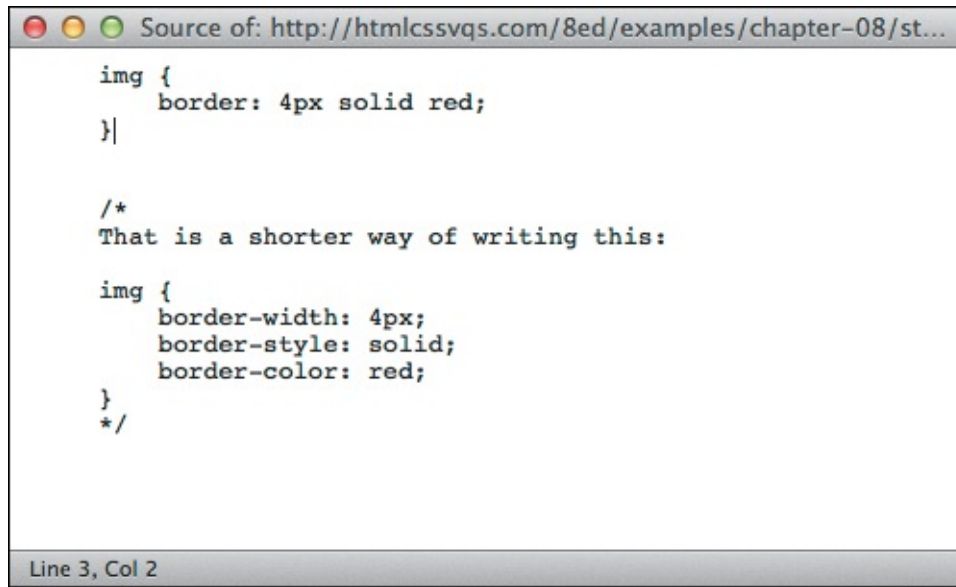 Source of: http://htmlcssvqs.com/8ed/examples/chapter-08/st...
img {
    border: 4px solid red;
}
/*
That is a shorter way of writing this:
img {
    border-width: 4px;
    border-style: solid;
    border-color: red;
}
*/
Line 3, Col 2